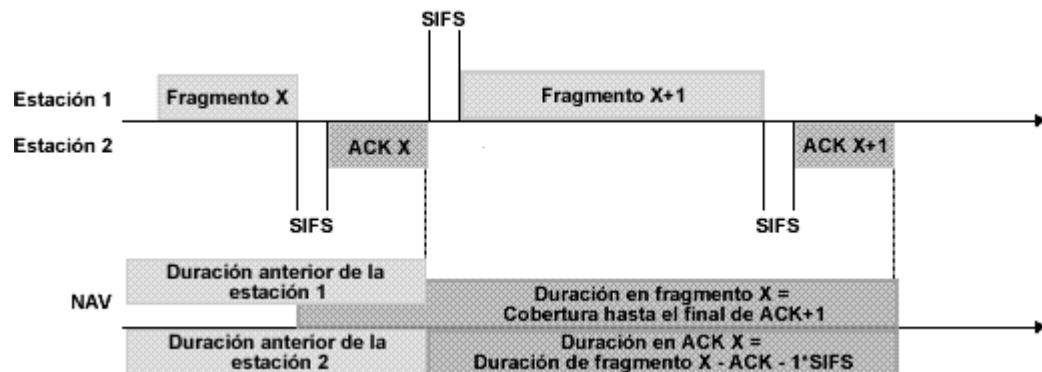 SIFS
Estación 1
Fragmento X
Fragmento X+1
Estación 2
ACK X
ACK X+1
SIFS
SIFS
NAV
Duración anterior de la
estación 1
Duración en fragmento X =
Cobertura hasta el final de ACK+1
Duración anterior de la
estación 2
Duración en ACK X =
Duración de fragmento X - ACK - 1*SIFS